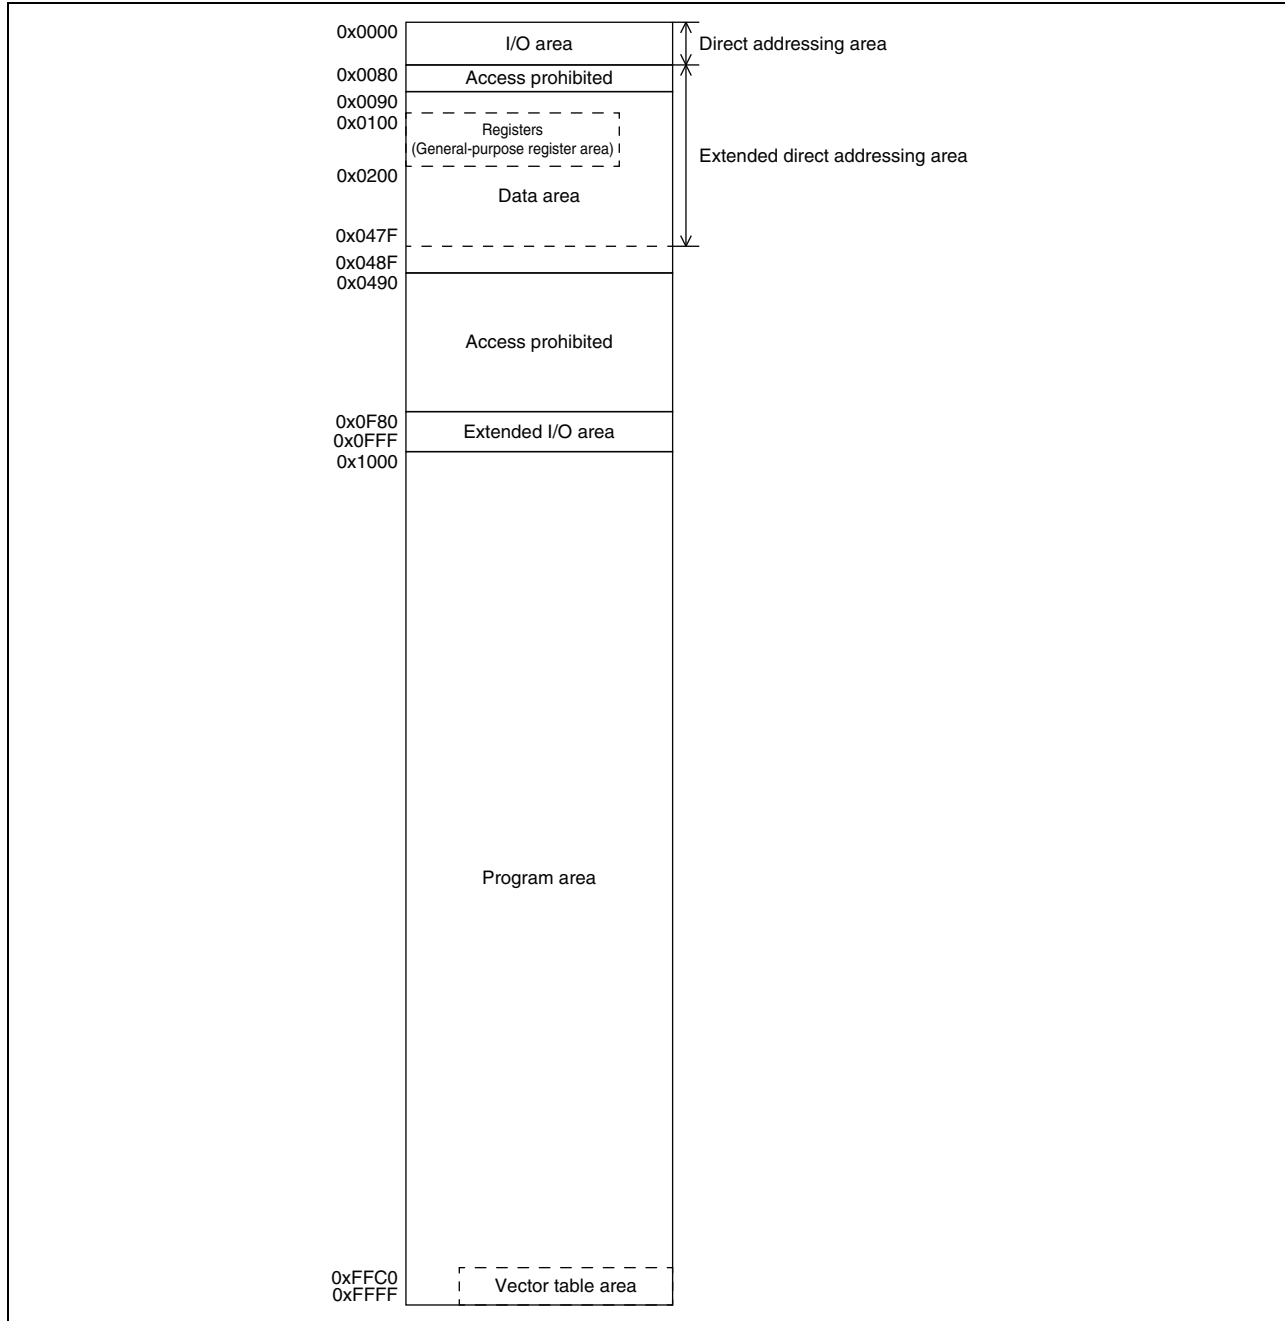 0x0000
I/O area
Direct addressing area
0x0080
Access prohibited
0x0090
0x0100
Registers
(General-purpose register area)
Extended direct addressing area
0x0200
Data area
0x047F
0x048F
0x0490
Access prohibited
0x0F80
0x0FFF
Extended I/O area
0x1000
Program area
0xFFC0
0xFFFF
Vector table area